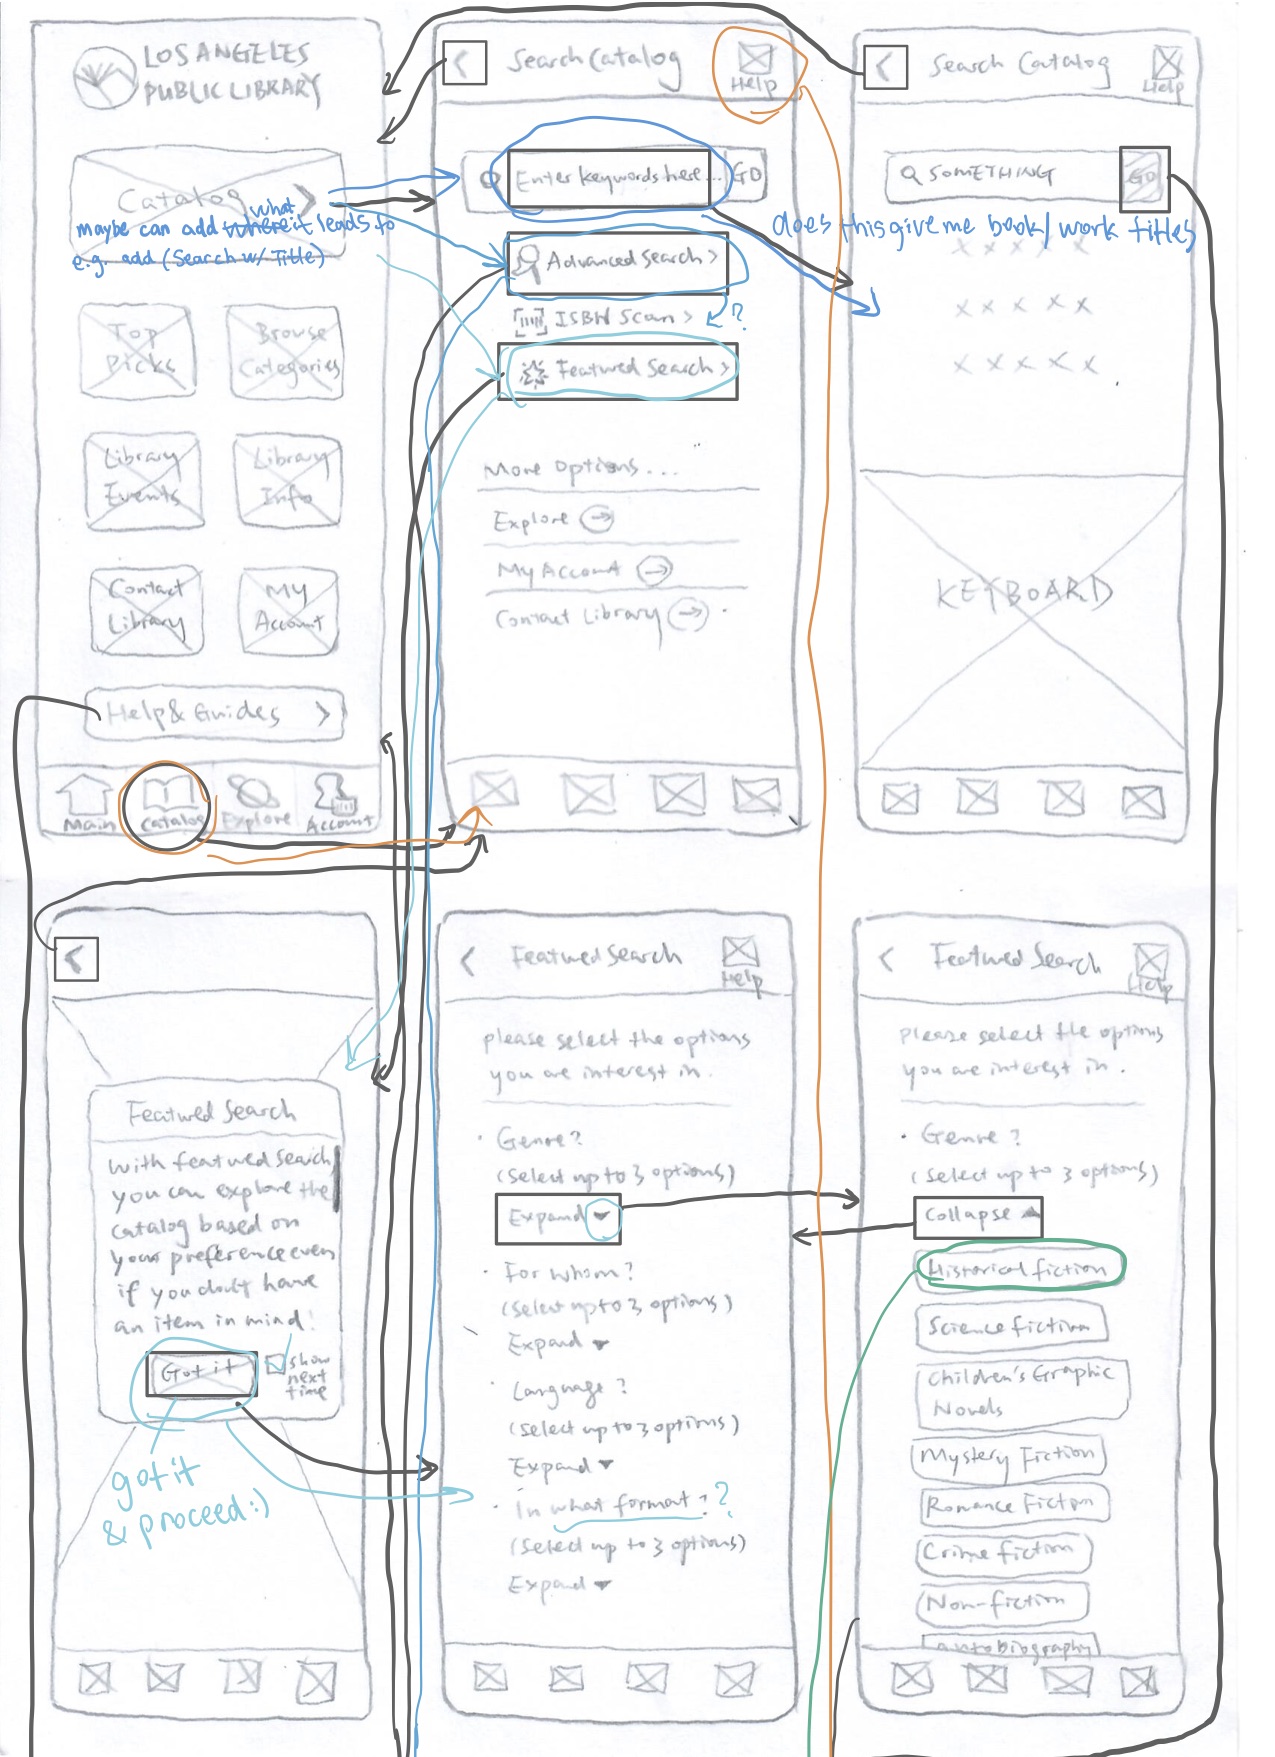 LOS ANGELES
PUBLIC LIBRARY
Catalog >
maybe can add where what it leads to
e.g. add (Search w/ Title)
Top
Picks
Browse
Categories
Library
Events
Library
Info
Contact
Library
My
Account
Help & Guides >
Main
Catalog
Explore
Account
< Search Catalog
Help
Enter keywords here... GO
Advanced Search >
ISBN Scan > ?
Featured Search >
More Options...
Explore →
My Account →
Contact Library →
< Search Catalog
Help
SOMETHING GO
does this give me book/work titles
x x x x x
x x x x x
x x x x x
KEYBOARD
<
Featured Search
With featured search
you can explore the
catalog based on
your preference even
if you don't have
an item in mind!
Got it
show
next
time
got it
& proceed :)
< Featured Search
Help
please select the options
you are interest in.
· Genre?
(Select up to 3 options)
Expand ▼
· For whom?
(Select up to 3 options)
Expand ▼
· Language?
(Select up to 3 options)
Expand ▼
· In what format? ?
(Select up to 3 options)
Expand ▼
< Featured Search
Help
please select the options
you are interest in.
· Genre?
(Select up to 3 options)
Collapse ▲
Historical fiction
Science fiction
Children's Graphic
Novels
Mystery Fiction
Romance Fiction
Crime fiction
Non-fiction
autobiography